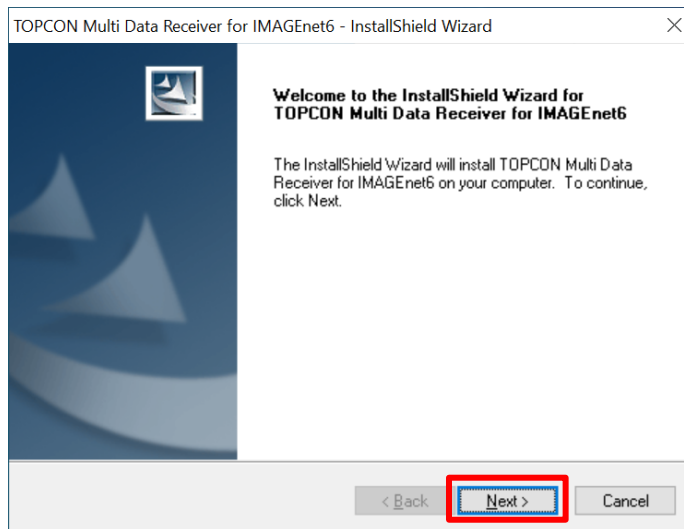 TOPCON Multi Data Receiver for IMAGEnet6 - InstallShield Wizard
Welcome to the InstallShield Wizard for
TOPCON Multi Data Receiver for IMAGEnet6
The InstallShield Wizard will install TOPCON Multi Data
Receiver for IMAGEnet6 on your computer. To continue,
click Next.
< Back Next > Cancel